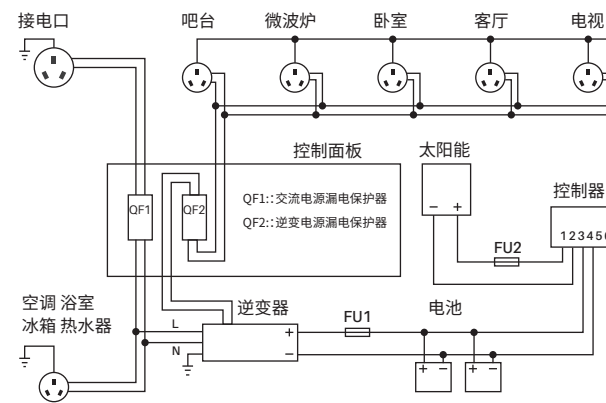 接电口
吧台
微波炉
卧室
客厅
电视
控制面板
太阳能
QF1
QF2
QF1::交流电源漏电保护器
QF2::逆变电源漏电保护器
控制器
- +
123456
FU2
空调 浴室
冰箱 热水器
逆变器
FU1
电池
L
N
+
-
+ -
+ -